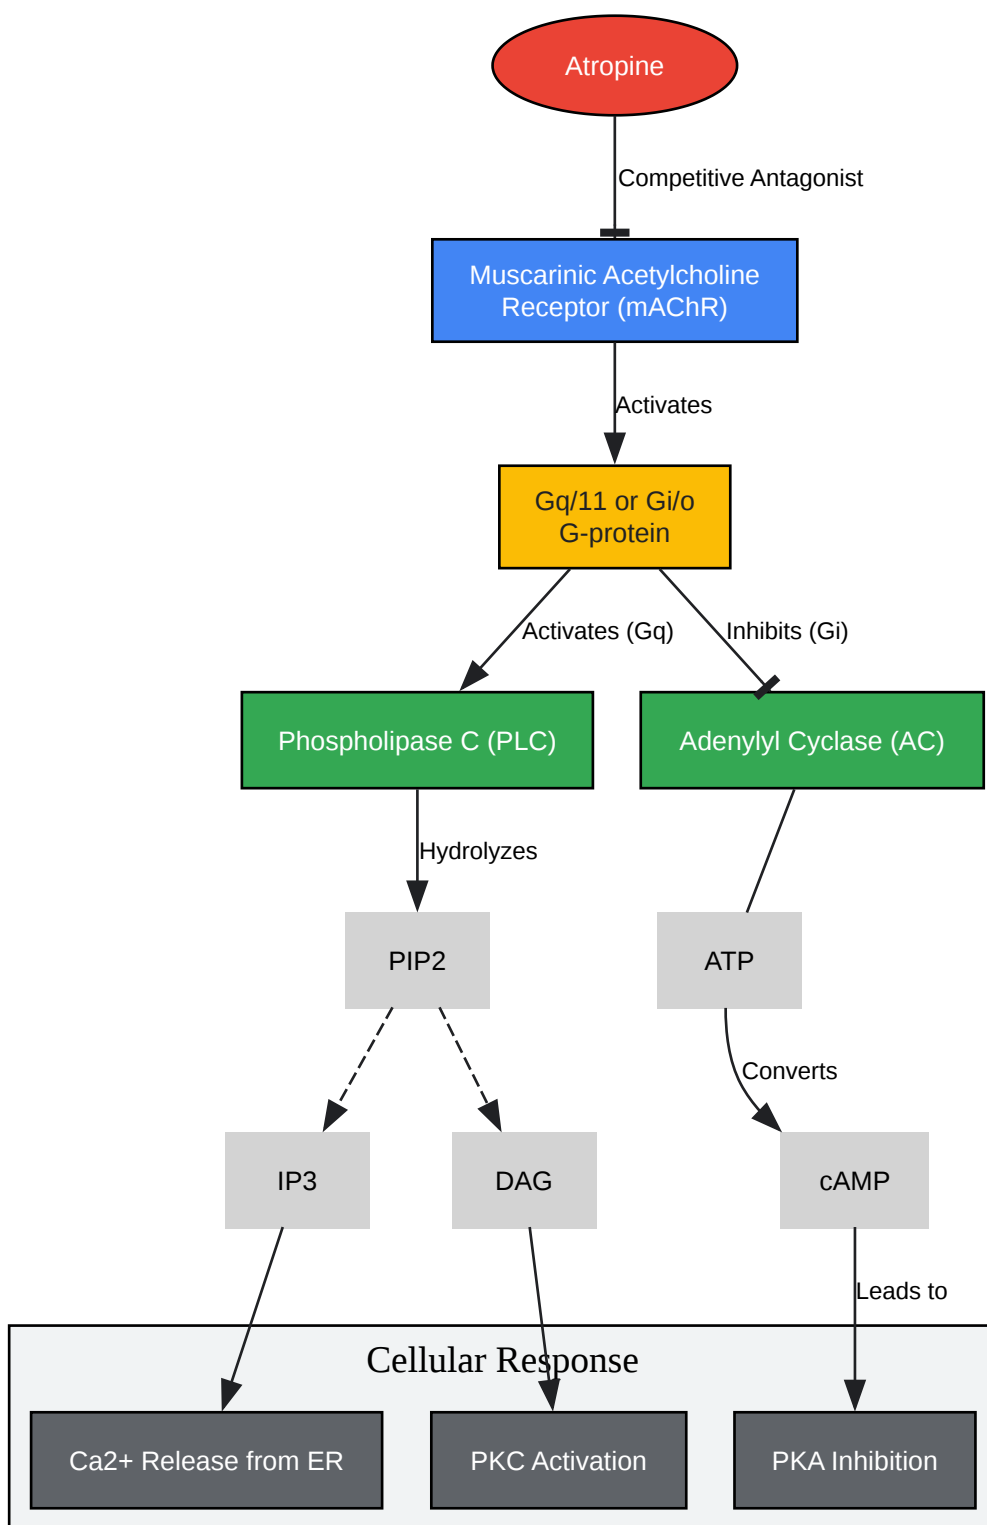 Atropine
Competitive Antagonist
Muscarinic Acetylcholine
Receptor (mAChR)
Activates
Gq/11 or Gi/o
G-protein
Activates (Gq)
Inhibits (Gi)
Phospholipase C (PLC)
Adenylyl Cyclase (AC)
Hydrolyzes
PIP2
ATP
Converts
IP3
DAG
cAMP
Leads to
Cellular Response
Ca2+ Release from ER
PKC Activation
PKA Inhibition